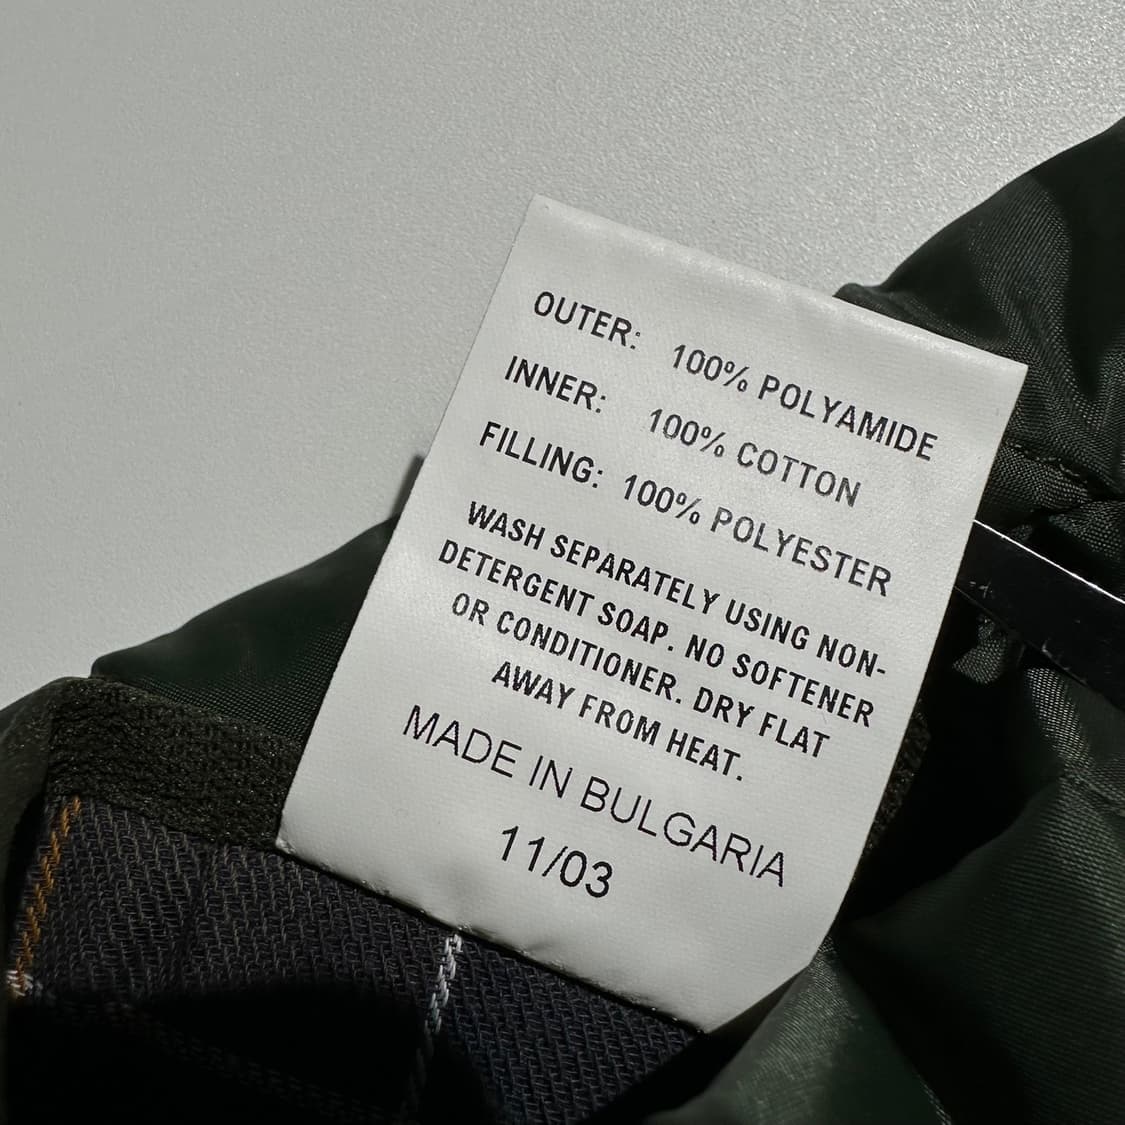 OUTER: 100% POLYAMIDE
INNER: 100% COTTON
FILLING: 100% POLYESTER
WASH SEPARATELY USING NON-
DETERGENT SOAP. NO SOFTENER
OR CONDITIONER. DRY FLAT
AWAY FROM HEAT.
MADE IN BULGARIA
11/03